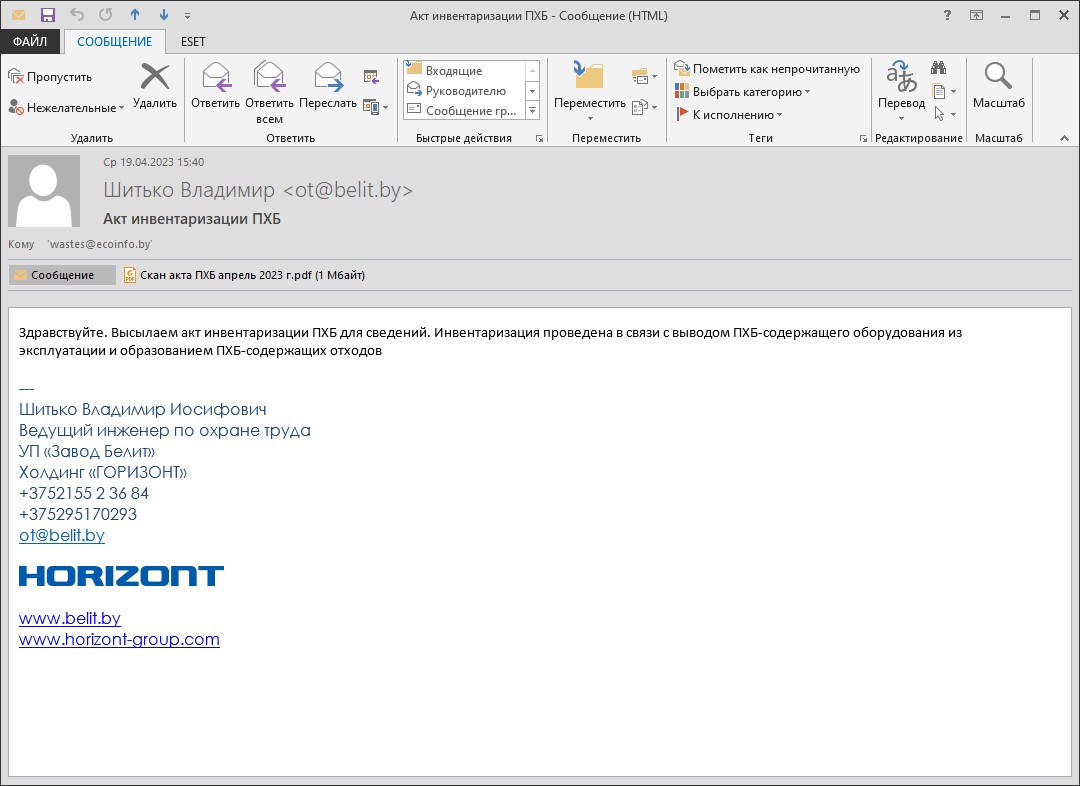 Акт инвентаризации ПХБ - Сообщение (HTML)
ФАЙЛ СООБЩЕНИЕ ESET
Пропустить
Нежелательные
Удалить
Удалить
Ответить
Ответить всем
Переслать
Ответить
Входящие
Руководителю
Сообщение гр...
Быстрые действия
Переместить
Переместить
Пометить как непрочитанную
Выбрать категорию
К исполнению
Теги
Перевод
Редактирование
Масштаб
Масштаб
Ср 19.04.2023 15:40
Шитько Владимир <ot@belit.by>
Акт инвентаризации ПХБ
Кому 'wastes@ecoinfo.by'
Сообщение Скан акта ПХБ апрель 2023 г.pdf (1 Мбайт)
Здравствуйте. Высылаем акт инвентаризации ПХБ для сведений. Инвентаризация проведена в связи с выводом ПХБ-содержащего оборудования из
эксплуатации и образованием ПХБ-содержащих отходов
---
Шитько Владимир Иосифович
Ведущий инженер по охране труда
УП «Завод Белит»
Холдинг «ГОРИЗОНТ»
+3752155 2 36 84
+375295170293
ot@belit.by
HORIZONT
www.belit.by
www.horizont-group.com